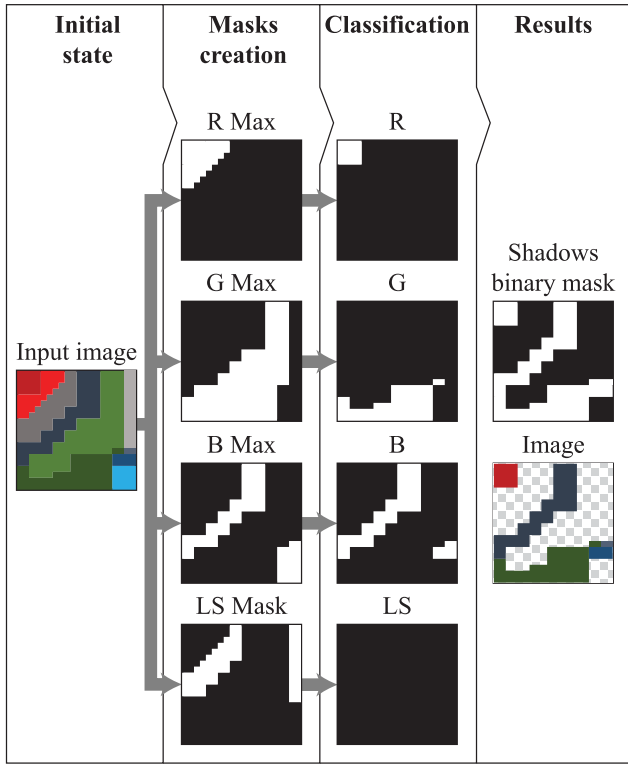 Initial
state
Masks
creation
Classification
Results
R Max
R
G Max
G
Shadows
binary mask
Input image
B Max
B
Image
LS Mask
LS